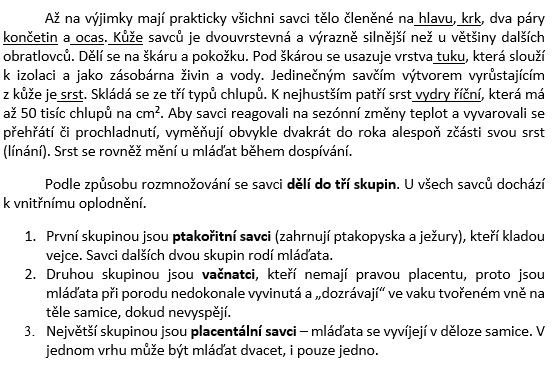 Až na výjimky mají prakticky všichni savci tělo členěné na hlavu, krk, dva páry
končetin a ocas. Kůže savců je dvouvrstevná a výrazně silnější než u většiny dalších
obratlovců. Dělí se na škáru a pokožku. Pod škárou se usazuje vrstva tuku, která slouží
k izolaci a jako zásobárna živin a vody. Jedinečným savčím výtvorem vyrůstajícím
z kůže je srst. Skládá se ze tří typů chlupů. K nejhustším patří srst vydry říční, která má
až 50 tisíc chlupů na cm². Aby savci reagovali na sezónní změny teplot a vyvarovali se
přehřátí či prochladnutí, vyměňují obvykle dvakrát do roka alespoň zčásti svou srst
(línání). Srst se rovněž mění u mláďat během dospívání.
Podle způsobu rozmnožování se savci dělí do tří skupin. U všech savců dochází
k vnitřnímu oplodnění.
1. První skupinou jsou ptakořitní savci (zahrnují ptakopyska a ježury), kteří kladou
vejce. Savci dalších dvou skupin rodí mláďata.
2. Druhou skupinou jsou vačnatci, kteří nemají pravou placentu, proto jsou
mláďata při porodu nedokonale vyvinutá a „dozrávají“ ve vaku tvořeném vně na
těle samice, dokud nevyspějí.
3. Největší skupinou jsou placentální savci – mláďata se vyvíjejí v děloze samice. V
jednom vrhu může být mláďat dvacet, i pouze jedno.